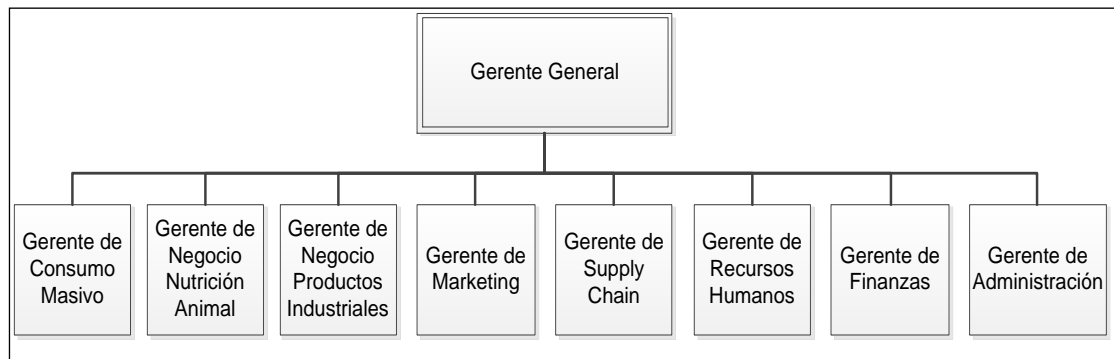 Gerente General
Gerente de
Consumo
Masivo
Gerente de
Negocio
Nutrición
Animal
Gerente de
Negocio
Productos
Industriales
Gerente de
Marketing
Gerente de
Supply
Chain
Gerente de
Recursos
Humanos
Gerente de
Finanzas
Gerente de
Administración